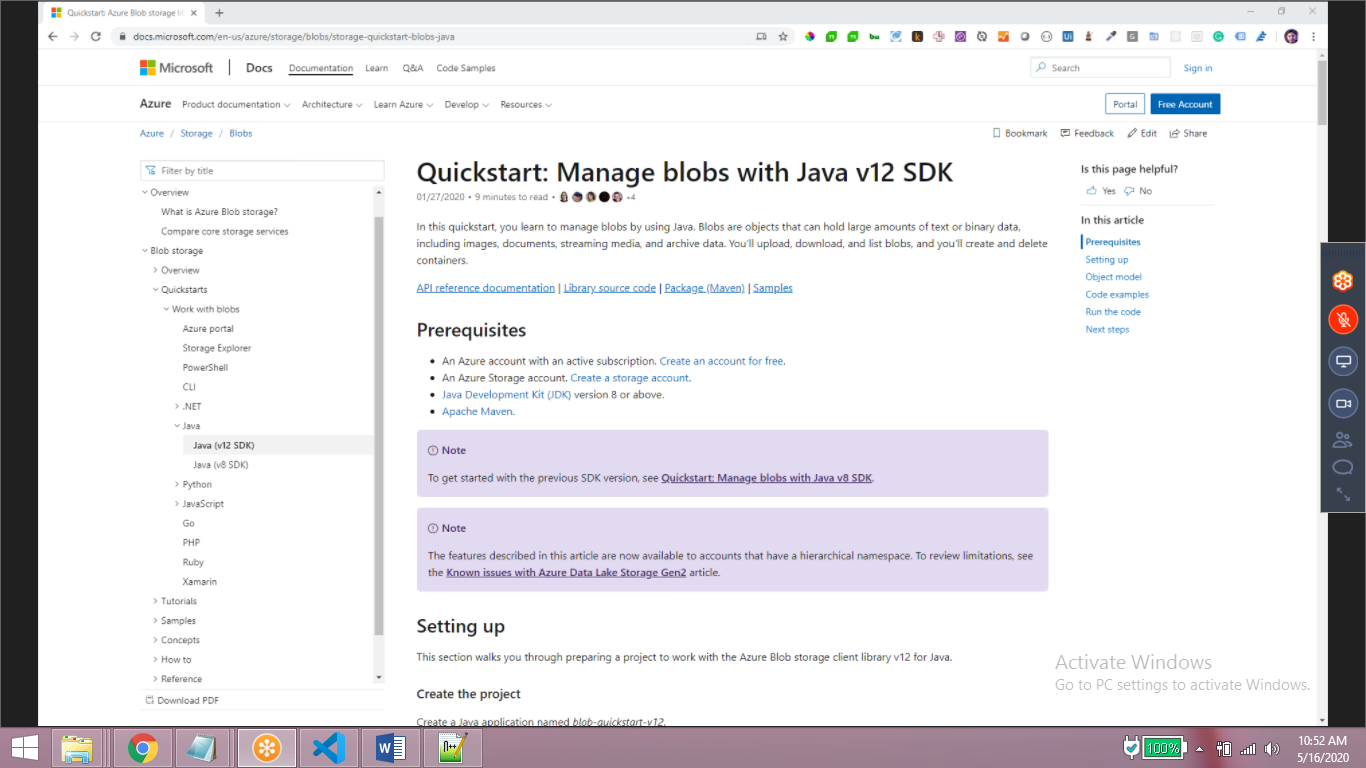 Quickstart: Azure Blob storage li
docs.microsoft.com/en-us/azure/storage/blobs/storage-quickstart-blobs-java
Microsoft Docs Documentation Learn Q&A Code Samples Search Sign in
Azure Product documentation Architecture Learn Azure Develop Resources Portal Free Account
Azure / Storage / Blobs Bookmark Feedback Edit Share
Filter by title
Overview
What is Azure Blob storage?
Compare core storage services
Blob storage
Overview
Quickstarts
Work with blobs
Azure portal
Storage Explorer
PowerShell
CLI
.NET
Java
Java (v12 SDK)
Java (v8 SDK)
Python
JavaScript
Go
PHP
Ruby
Xamarin
Tutorials
Samples
Concepts
How to
Reference
Download PDF
Quickstart: Manage blobs with Java v12 SDK
01/27/2020 • 9 minutes to read • +4
In this quickstart, you learn to manage blobs by using Java. Blobs are objects that can hold large amounts of text or binary data,
including images, documents, streaming media, and archive data. You'll upload, download, and list blobs, and you'll create and delete
containers.
API reference documentation | Library source code | Package (Maven) | Samples
Prerequisites
• An Azure account with an active subscription. Create an account for free.
• An Azure Storage account. Create a storage account.
• Java Development Kit (JDK) version 8 or above.
• Apache Maven.
Note
To get started with the previous SDK version, see Quickstart: Manage blobs with Java v8 SDK.
Note
The features described in this article are now available to accounts that have a hierarchical namespace. To review limitations, see
the Known issues with Azure Data Lake Storage Gen2 article.
Setting up
This section walks you through preparing a project to work with the Azure Blob storage client library v12 for Java.
Create the project
Create a Java application named blob-quickstart-v12.
Is this page helpful?
Yes No
In this article
Prerequisites
Setting up
Object model
Code examples
Run the code
Next steps
Activate Windows
Go to PC settings to activate Windows.
100%
10:52 AM
5/16/2020